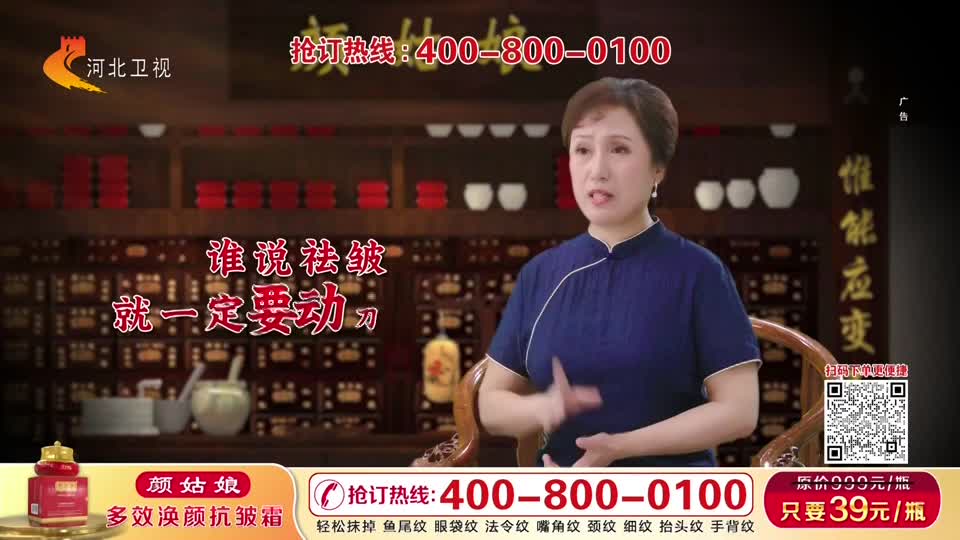 颜姑娘
抢订热线：400-800-0100
河北卫视
广告
惟能应变
谁说祛皱
就一定要动刀
扫码下单更便捷
颜姑娘
多效焕颜抗皱霜
抢订热线：400-800-0100
轻松抹掉 鱼尾纹 眼袋纹 法令纹 嘴角纹 颈纹 细纹 抬头纹 手背纹
原价999元/瓶
只要39元/瓶